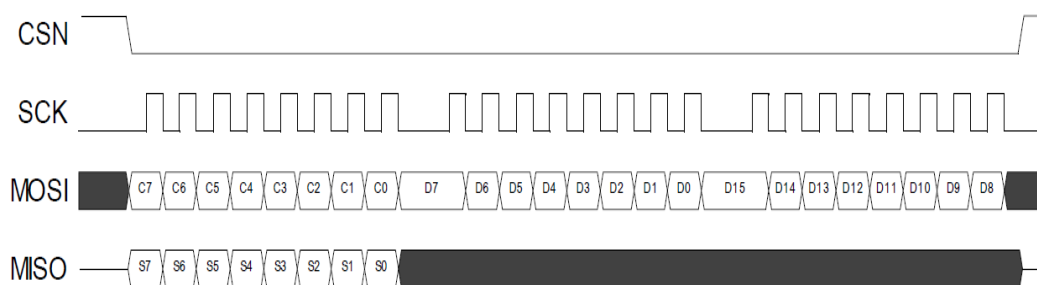 CSN
SCK
MOSI C7 C6 C5 C4 C3 C2 C1 C0 D7 D6 D5 D4 D3 D2 D1 D0 D15 D14 D13 D12 D11 D10 D9 D8
MISO S7 S6 S5 S4 S3 S2 S1 S0